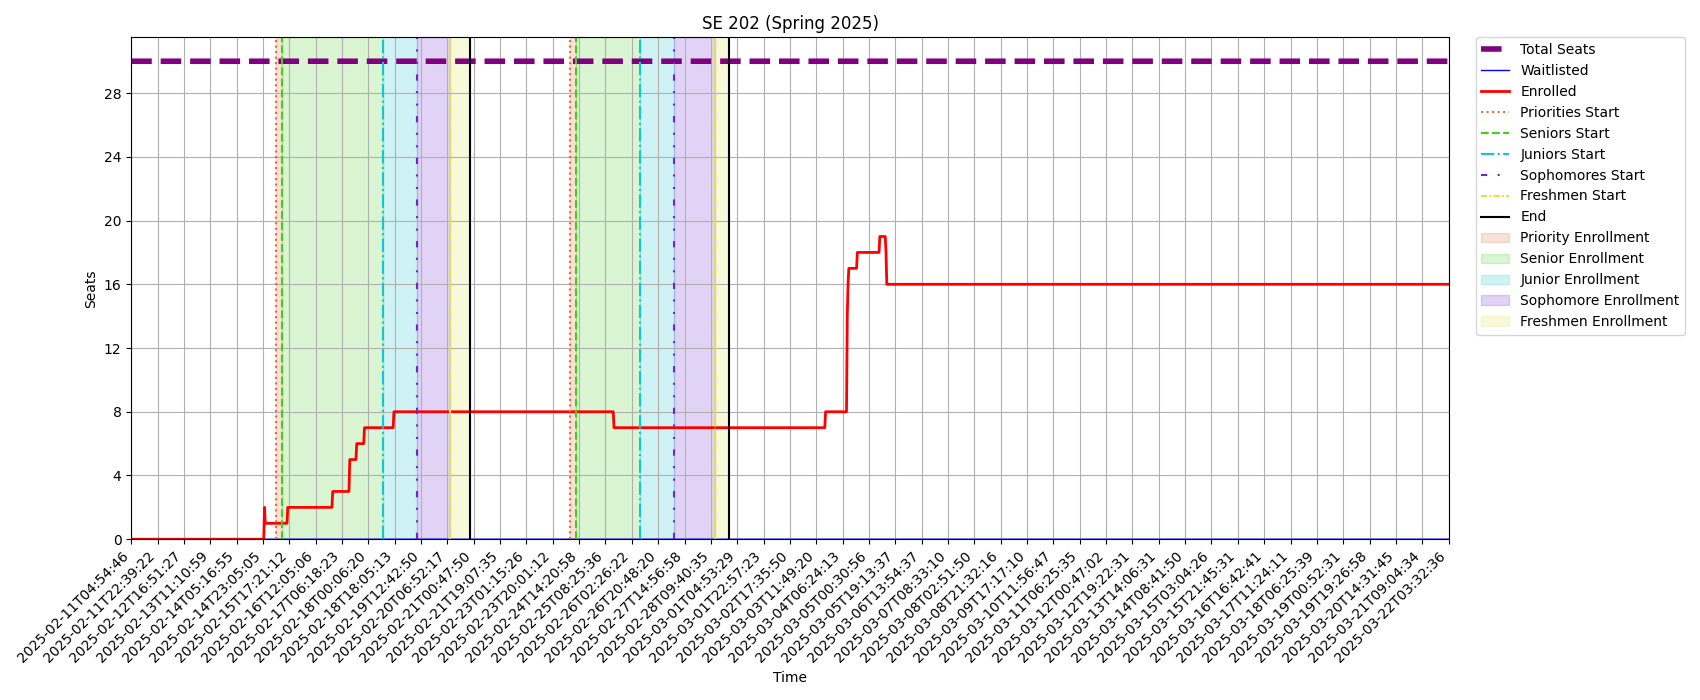 SE 202 (Spring 2025)
Total Seats
Waitlisted
Enrolled
Priorities Start
Seniors Start
Juniors Start
Sophomores Start
Freshmen Start
End
Priority Enrollment
Senior Enrollment
Junior Enrollment
Sophomore Enrollment
Freshmen Enrollment
Seats
28
24
20
16
12
8
4
0
2025-02-11T04:54:46
2025-02-11T22:39:22
2025-02-12T16:51:27
2025-02-13T11:10:59
2025-02-14T05:16:55
2025-02-14T23:05:05
2025-02-15T17:21:12
2025-02-16T12:05:06
2025-02-17T06:18:23
2025-02-18T00:06:20
2025-02-18T18:05:13
2025-02-19T12:42:50
2025-02-20T06:52:17
2025-02-21T00:47:50
2025-02-21T19:07:35
2025-02-23T01:15:26
2025-02-23T20:01:12
2025-02-24T14:20:58
2025-02-25T08:25:36
2025-02-26T02:26:22
2025-02-26T20:48:20
2025-02-27T14:56:58
2025-02-28T09:40:35
2025-03-01T04:53:29
2025-03-01T22:57:23
2025-03-02T17:35:50
2025-03-03T11:49:20
2025-03-04T06:24:13
2025-03-05T00:30:56
2025-03-05T19:13:37
2025-03-06T13:54:37
2025-03-07T08:33:10
2025-03-08T02:51:50
2025-03-08T21:32:16
2025-03-09T17:17:10
2025-03-10T11:56:47
2025-03-11T06:25:35
2025-03-12T00:47:02
2025-03-12T19:22:31
2025-03-13T14:06:31
2025-03-14T08:41:50
2025-03-15T03:04:26
2025-03-15T21:45:31
2025-03-16T16:42:41
2025-03-17T11:24:11
2025-03-18T06:25:39
2025-03-19T00:52:31
2025-03-19T19:26:58
2025-03-20T14:31:45
2025-03-21T09:04:34
2025-03-22T03:32:36
Time